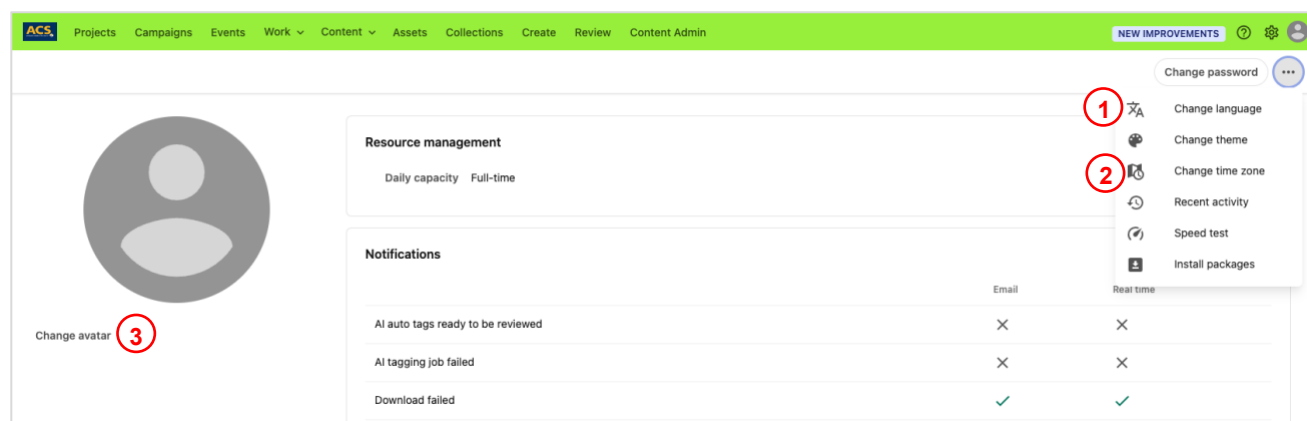 ACS Projects Campaigns Events Work Content Assets Collections Create Review Content Admin NEW IMPROVEMENTS
Change password ...
1 Change language
Change theme
2 Change time zone
Recent activity
Speed test
Install packages
Resource management
Daily capacity Full-time
Notifications
Email Real time
AI auto tags ready to be reviewed
AI tagging job failed
Download failed
Change avatar 3